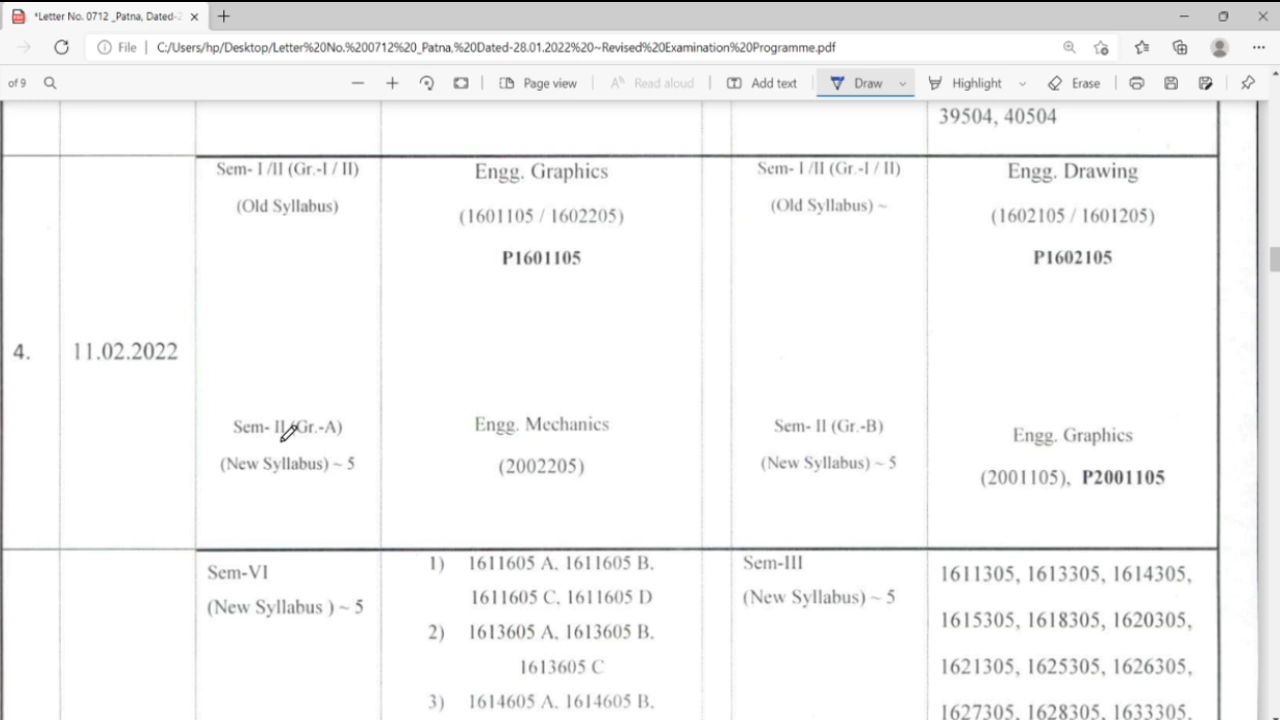 *Letter No. 0712 _Patna, Dated-2
File
C:/Users/hp/Desktop/Letter%20No.%200712%20_Patna,%20Dated-28.01.2022%20~Revised%20Examination%20Programme.pdf
of 9
Page view
Read aloud
Add text
Draw
Highlight
Erase
39504, 40504
Sem- I /II (Gr.-I / II)
(Old Syllabus)
Engg. Graphics
(1601105 / 1602205)
P1601105
Sem- I /II (Gr.-I / II)
(Old Syllabus) ~
Engg. Drawing
(1602105 / 1601205)
P1602105
4.
11.02.2022
Sem- II (Gr.-A)
(New Syllabus) ~ 5
Engg. Mechanics
(2002205)
Sem- II (Gr.-B)
(New Syllabus) ~ 5
Engg. Graphics
(2001105), P2001105
Sem-VI
(New Syllabus ) ~ 5
1) 1611605 A, 1611605 B,
1611605 C, 1611605 D
2) 1613605 A, 1613605 B,
1613605 C
3) 1614605 A, 1614605 B,
Sem-III
(New Syllabus) ~ 5
1611305, 1613305, 1614305,
1615305, 1618305, 1620305,
1621305, 1625305, 1626305,
1627305, 1628305, 1633305,